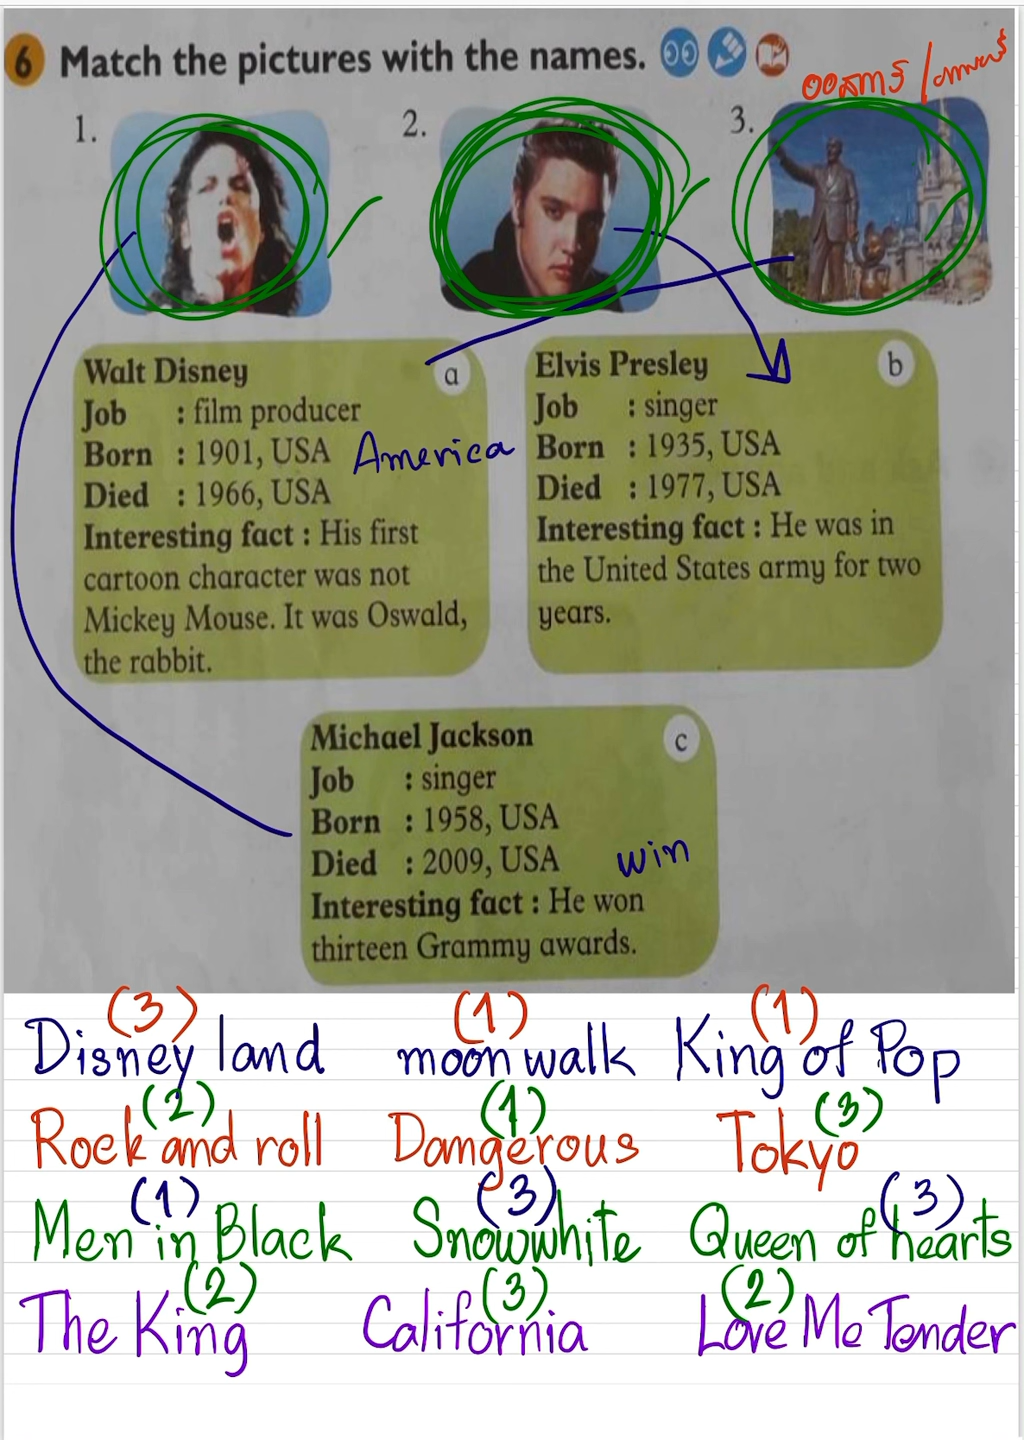 6 Match the pictures with the names.
1.
2.
3.
Walt Disney a
Job : film producer
Born : 1901, USA America
Died : 1966, USA
Interesting fact : His first
cartoon character was not
Mickey Mouse. It was Oswald,
the rabbit.
Elvis Presley b
Job : singer
Born : 1935, USA
Died : 1977, USA
Interesting fact : He was in
the United States army for two
years.
Michael Jackson c
Job : singer
Born : 1958, USA
Died : 2009, USA win
Interesting fact : He won
thirteen Grammy awards.
(3) (1) (1)
Disney land moon walk King of Pop
(2) (1) (3)
Rock and roll Dangerous Tokyo
(1) (3) (3)
Men in Black Snowwhite Queen of hearts
(2) (3) (2)
The King California Love Me Tender